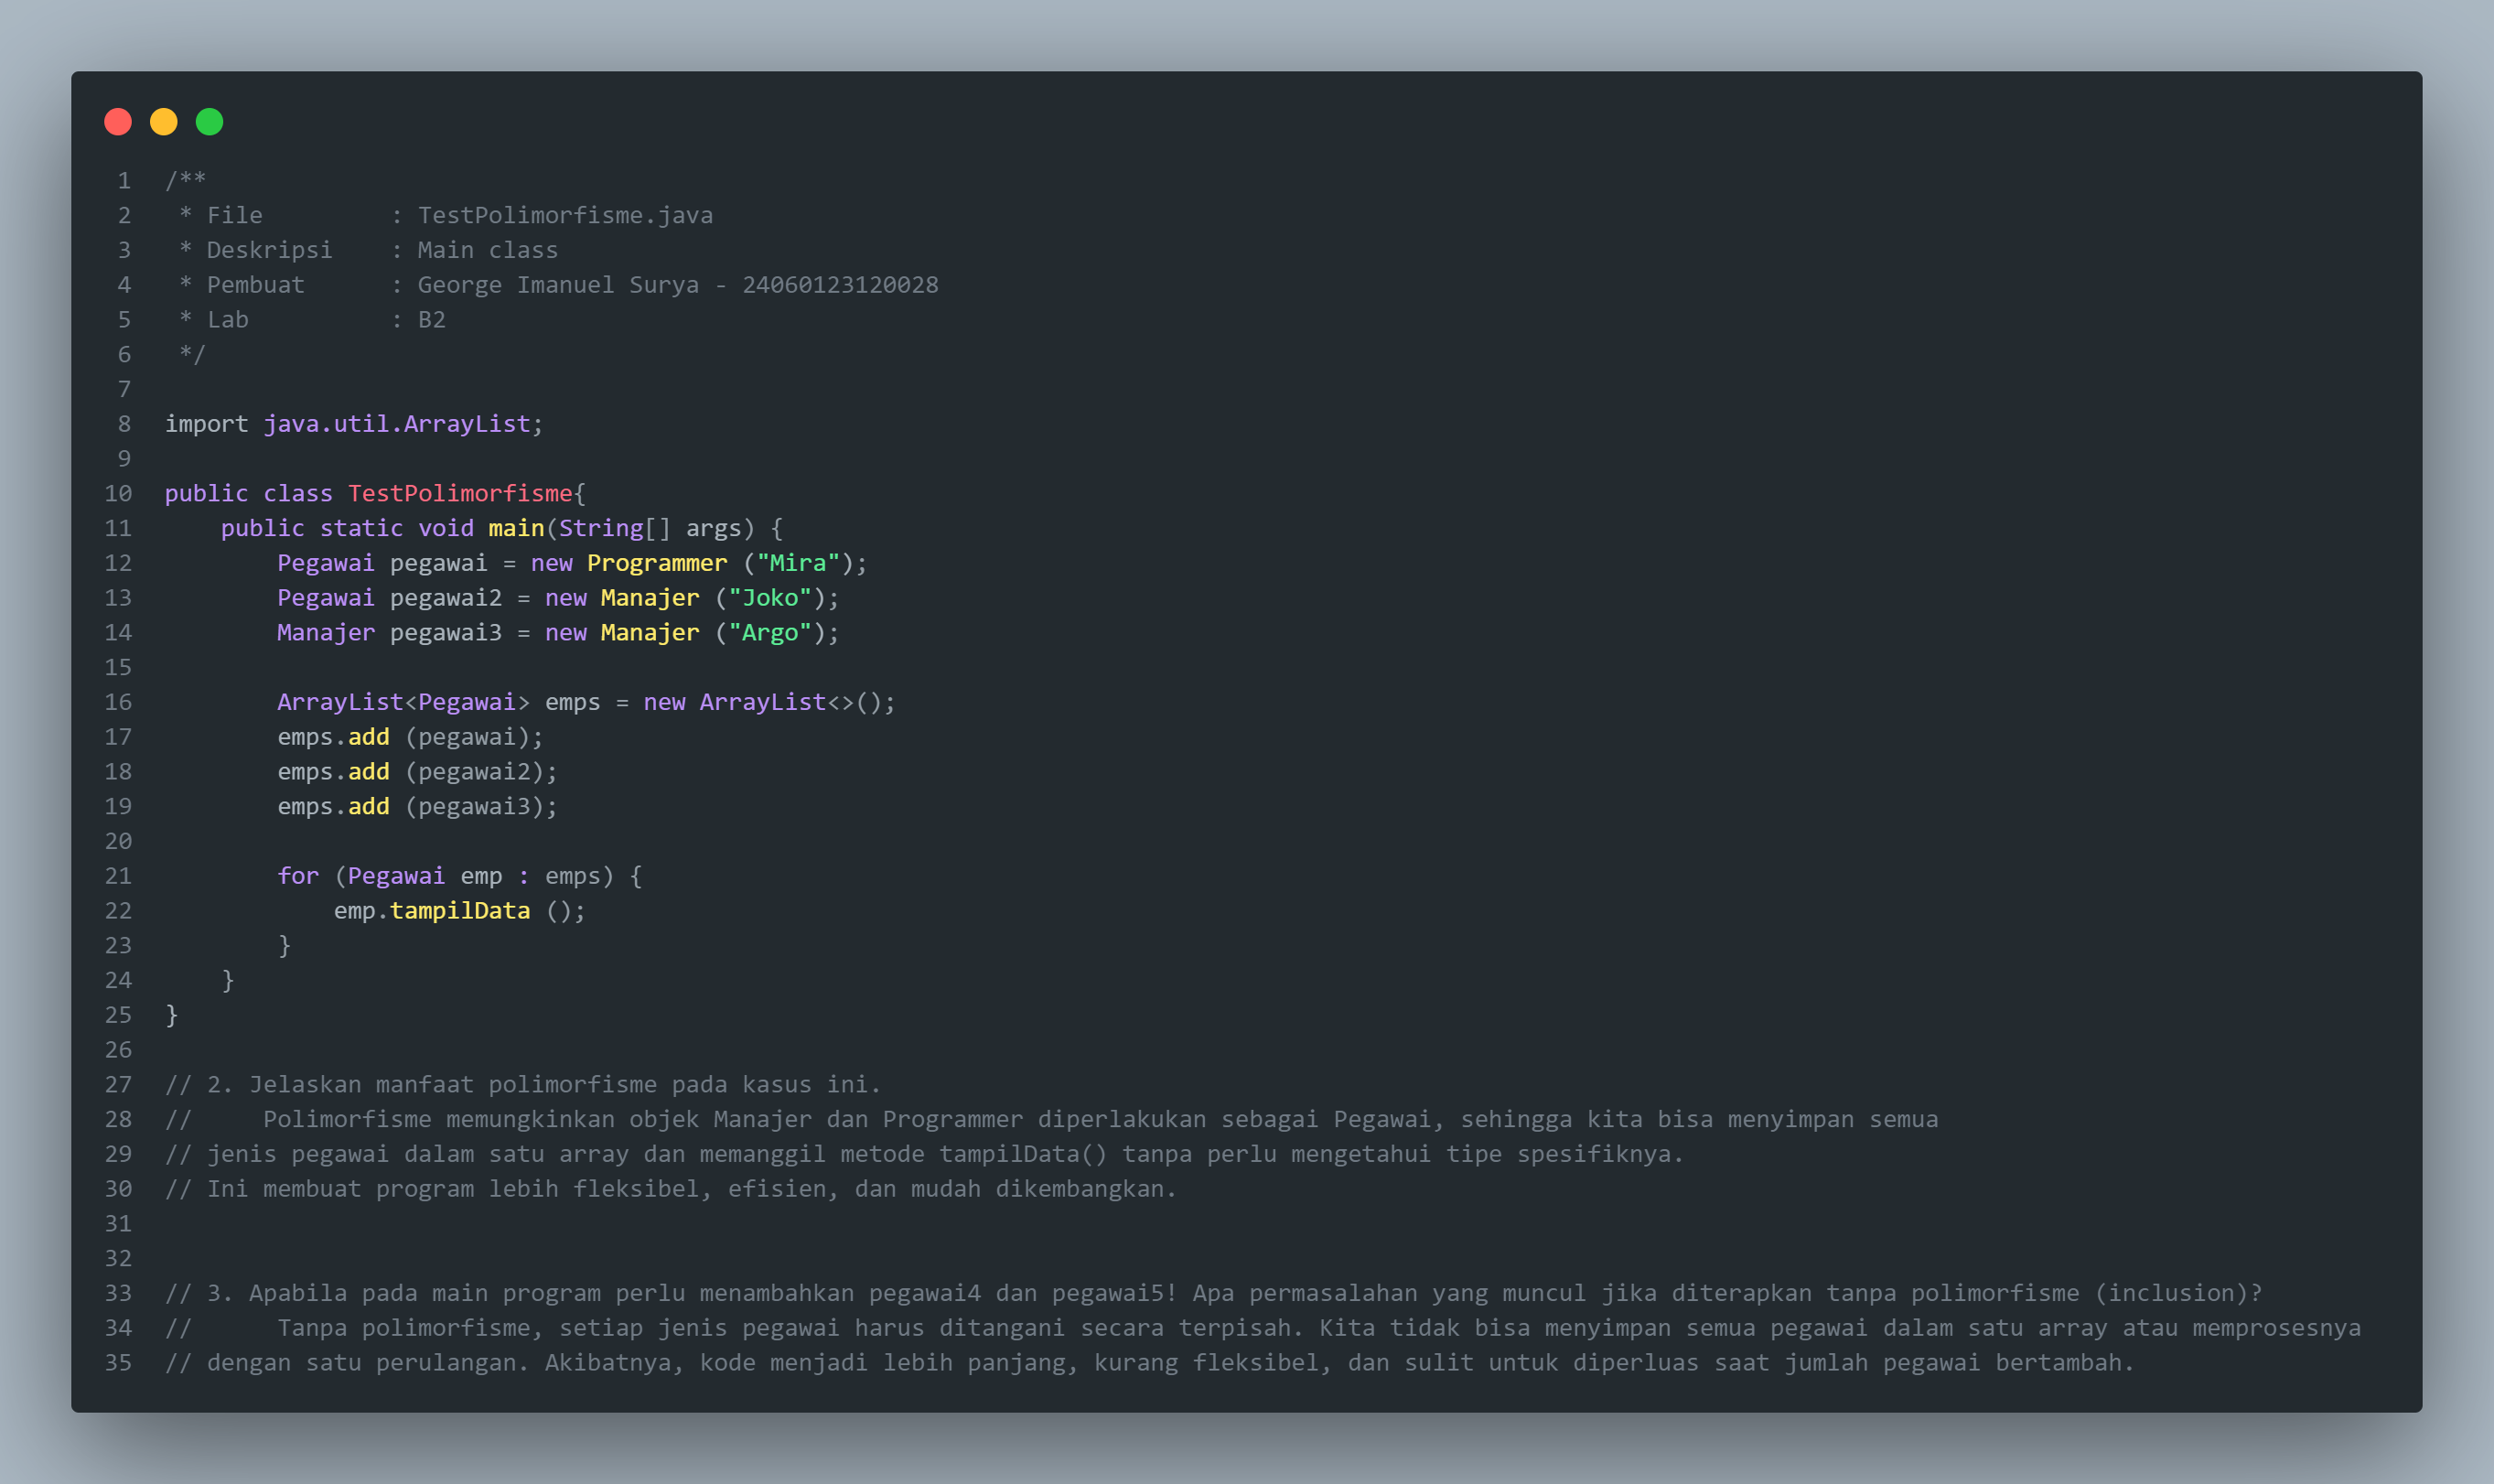 1 /**
2  * File         : TestPolimorfisme.java
3  * Deskripsi    : Main class
4  * Pembuat      : George Imanuel Surya - 24060123120028
5  * Lab          : B2
6  */
7
8 import java.util.ArrayList;
9
10 public class TestPolimorfisme{
11     public static void main(String[] args) {
12         Pegawai pegawai = new Programmer ("Mira");
13         Pegawai pegawai2 = new Manajer ("Joko");
14         Manajer pegawai3 = new Manajer ("Argo");
15
16         ArrayList<Pegawai> emps = new ArrayList<>();
17         emps.add (pegawai);
18         emps.add (pegawai2);
19         emps.add (pegawai3);
20
21         for (Pegawai emp : emps) {
22             emp.tampilData ();
23         }
24     }
25 }
26
27 // 2. Jelaskan manfaat polimorfisme pada kasus ini.
28 //     Polimorfisme memungkinkan objek Manajer dan Programmer diperlakukan sebagai Pegawai, sehingga kita bisa menyimpan semua
29 // jenis pegawai dalam satu array dan memanggil metode tampilData() tanpa perlu mengetahui tipe spesifiknya.
30 // Ini membuat program lebih fleksibel, efisien, dan mudah dikembangkan.
31
32
33 // 3. Apabila pada main program perlu menambahkan pegawai4 dan pegawai5! Apa permasalahan yang muncul jika diterapkan tanpa polimorfisme (inclusion)?
34 //      Tanpa polimorfisme, setiap jenis pegawai harus ditangani secara terpisah. Kita tidak bisa menyimpan semua pegawai dalam satu array atau memprosesnya
35 // dengan satu perulangan. Akibatnya, kode menjadi lebih panjang, kurang fleksibel, dan sulit untuk diperluas saat jumlah pegawai bertambah.